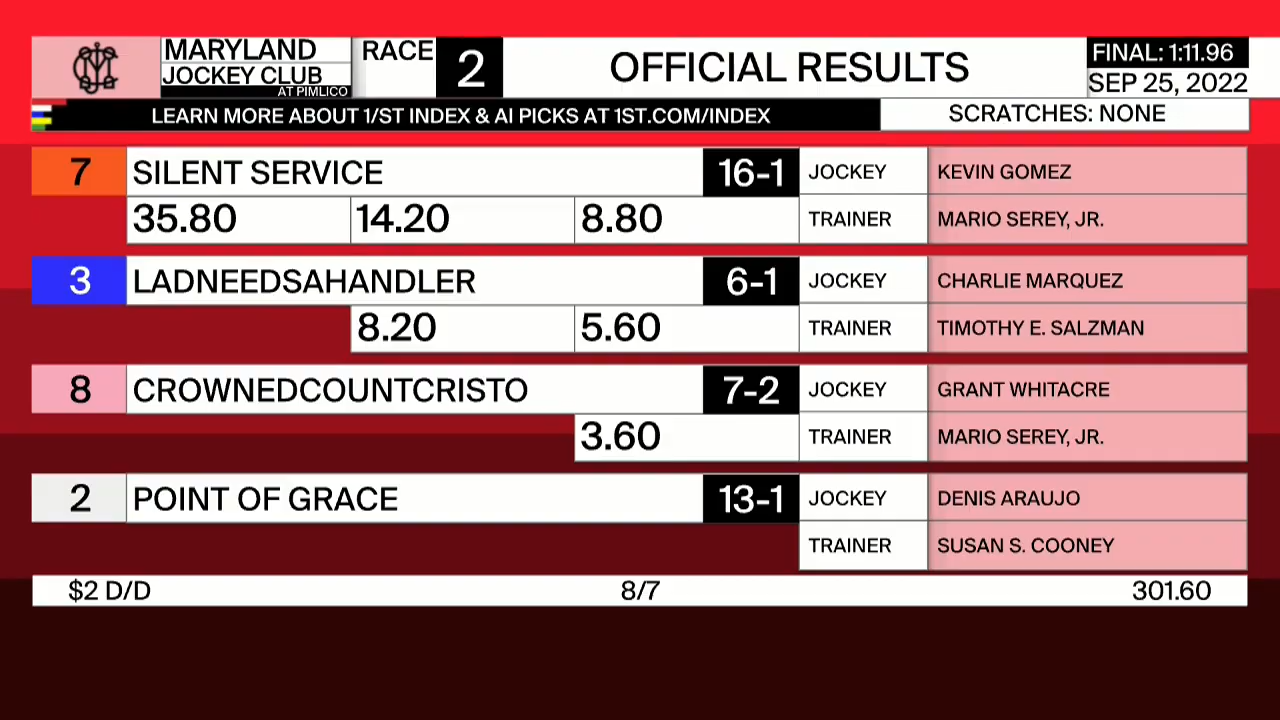 MARYLAND
JOCKEY CLUB
AT PIMLICO
RACE 2
OFFICIAL RESULTS
FINAL: 1:11.96
SEP 25, 2022
LEARN MORE ABOUT 1/ST INDEX & AI PICKS AT 1ST.COM/INDEX
SCRATCHES: NONE
7 SILENT SERVICE 16-1 JOCKEY KEVIN GOMEZ
35.80 14.20 8.80 TRAINER MARIO SEREY, JR.
3 LADNEEDSAHANDLER 6-1 JOCKEY CHARLIE MARQUEZ
8.20 5.60 TRAINER TIMOTHY E. SALZMAN
8 CROWNEDCOUNTCRISTO 7-2 JOCKEY GRANT WHITACRE
3.60 TRAINER MARIO SEREY, JR.
2 POINT OF GRACE 13-1 JOCKEY DENIS ARAUJO
TRAINER SUSAN S. COONEY
$2 D/D 8/7 301.60